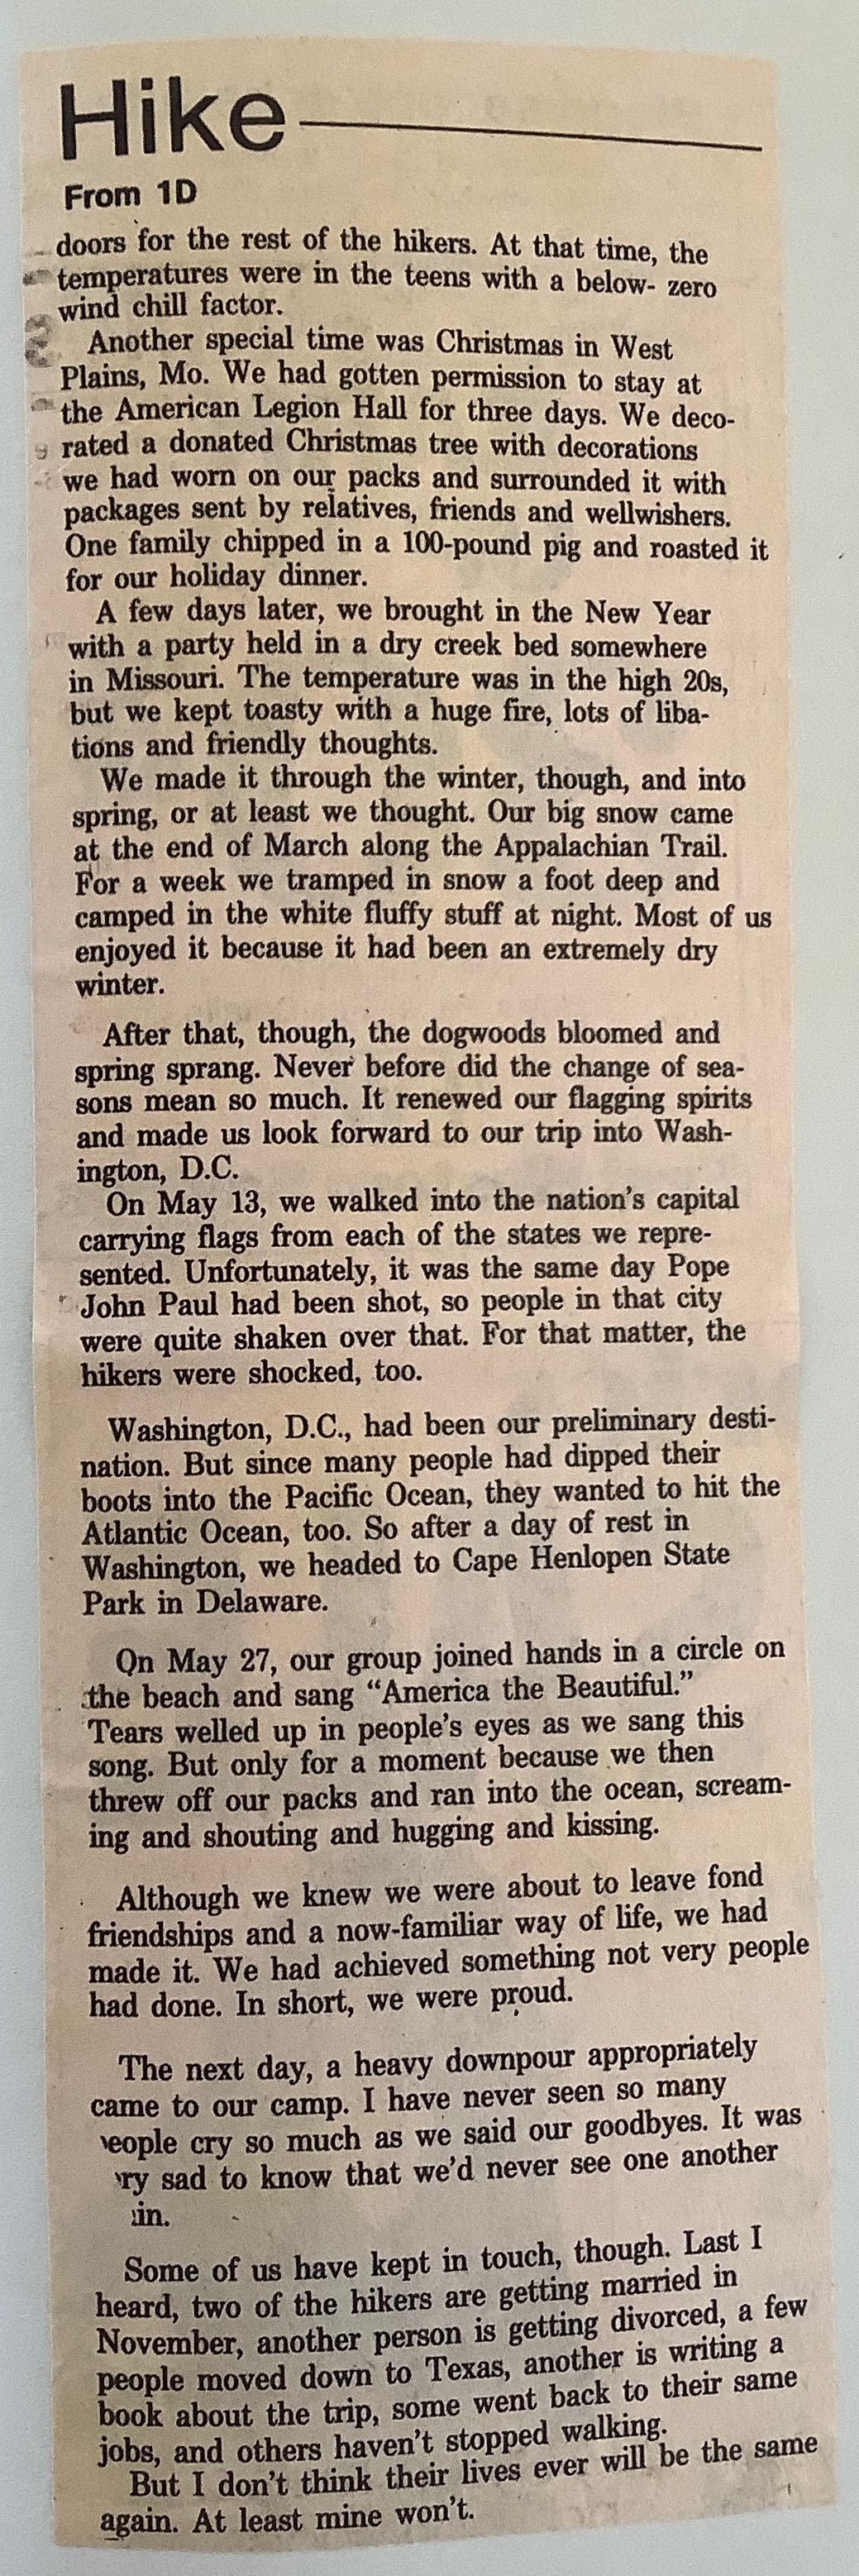 Hike
From 1D
doors for the rest of the hikers. At that time, the
temperatures were in the teens with a below- zero
wind chill factor.
Another special time was Christmas in West
Plains, Mo. We had gotten permission to stay at
the American Legion Hall for three days. We deco-
rated a donated Christmas tree with decorations
we had worn on our packs and surrounded it with
packages sent by relatives, friends and wellwishers.
One family chipped in a 100-pound pig and roasted it
for our holiday dinner.
A few days later, we brought in the New Year
with a party held in a dry creek bed somewhere
in Missouri. The temperature was in the high 20s,
but we kept toasty with a huge fire, lots of liba-
tions and friendly thoughts.
We made it through the winter, though, and into
spring, or at least we thought. Our big snow came
at the end of March along the Appalachian Trail.
For a week we tramped in snow a foot deep and
camped in the white fluffy stuff at night. Most of us
enjoyed it because it had been an extremely dry
winter.
After that, though, the dogwoods bloomed and
spring sprang. Never before did the change of sea-
sons mean so much. It renewed our flagging spirits
and made us look forward to our trip into Wash-
ington, D.C.
On May 13, we walked into the nation's capital
carrying flags from each of the states we repre-
sented. Unfortunately, it was the same day Pope
John Paul had been shot, so people in that city
were quite shaken over that. For that matter, the
hikers were shocked, too.
Washington, D.C., had been our preliminary desti-
nation. But since many people had dipped their
boots into the Pacific Ocean, they wanted to hit the
Atlantic Ocean, too. So after a day of rest in
Washington, we headed to Cape Henlopen State
Park in Delaware.
On May 27, our group joined hands in a circle on
the beach and sang “America the Beautiful.”
Tears welled up in people's eyes as we sang this
song. But only for a moment because we then
threw off our packs and ran into the ocean, scream-
ing and shouting and hugging and kissing.
Although we knew we were about to leave fond
friendships and a now-familiar way of life, we had
made it. We had achieved something not very people
had done. In short, we were proud.
The next day, a heavy downpour appropriately
came to our camp. I have never seen so many
eople cry so much as we said our goodbyes. It was
ry sad to know that we'd never see one another
in.
Some of us have kept in touch, though. Last I
heard, two of the hikers are getting married in
November, another person is getting divorced, a few
people moved down to Texas, another is writing a
book about the trip, some went back to their same
jobs, and others haven't stopped walking.
But I don't think their lives ever will be the same
again. At least mine won't.